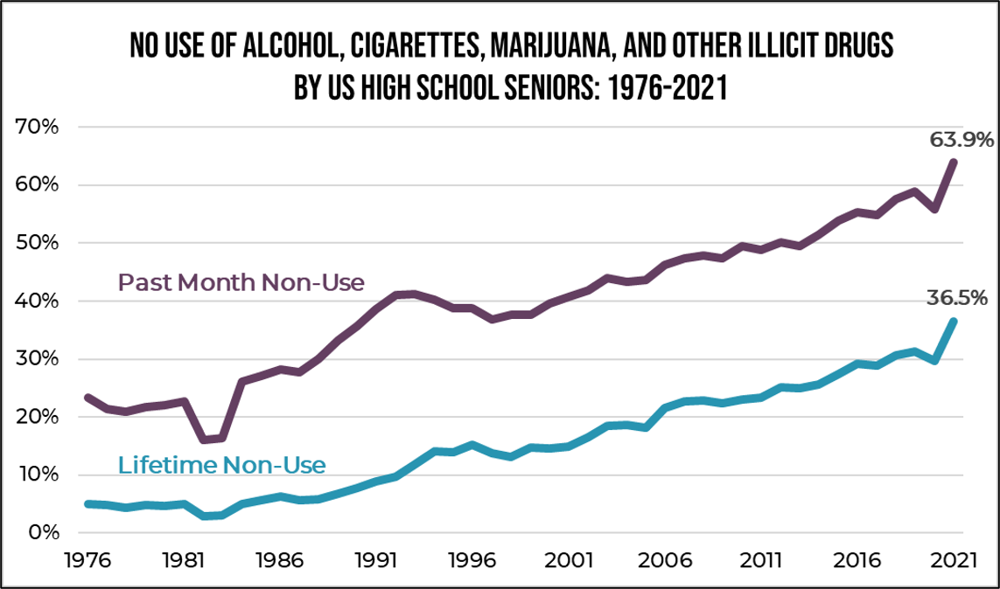 NO USE OF ALCOHOL, CIGARETTES, MARIJUANA, AND OTHER ILLICIT DRUGS
BY US HIGH SCHOOL SENIORS: 1976-2021
70%
63.9%
60%
50%
Past Month Non-Use
40%
36.5%
30%
20%
Lifetime Non-Use
10%
0%
1976 1981 1986 1991 1996 2001 2006 2011 2016 2021